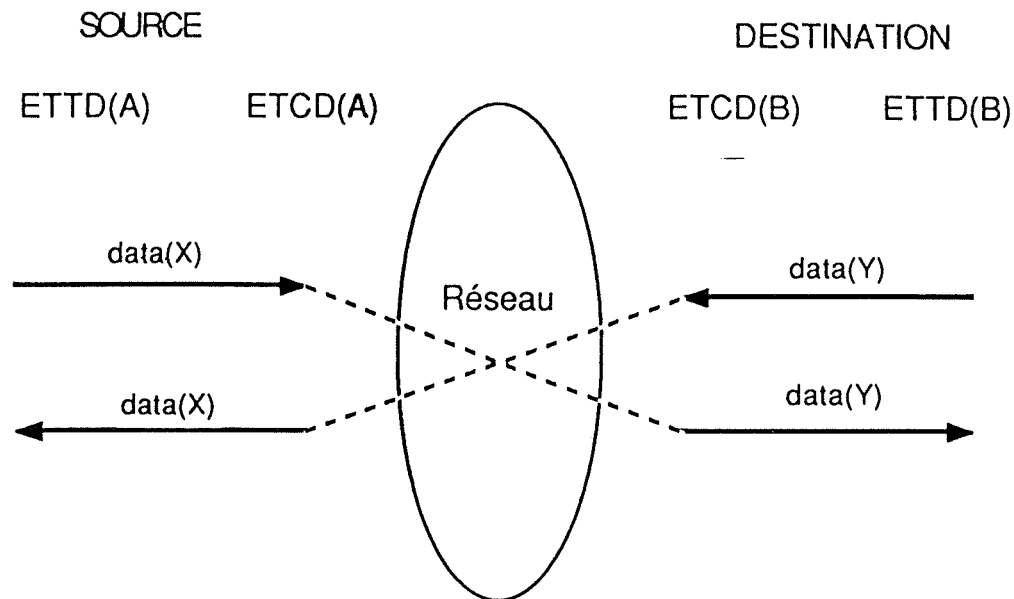 SOURCE
DESTINATION
ETTD(A) ETCD(A) ETCD(B) ETTD(B)
data(X)
data(Y)
Réseau
data(X)
data(Y)